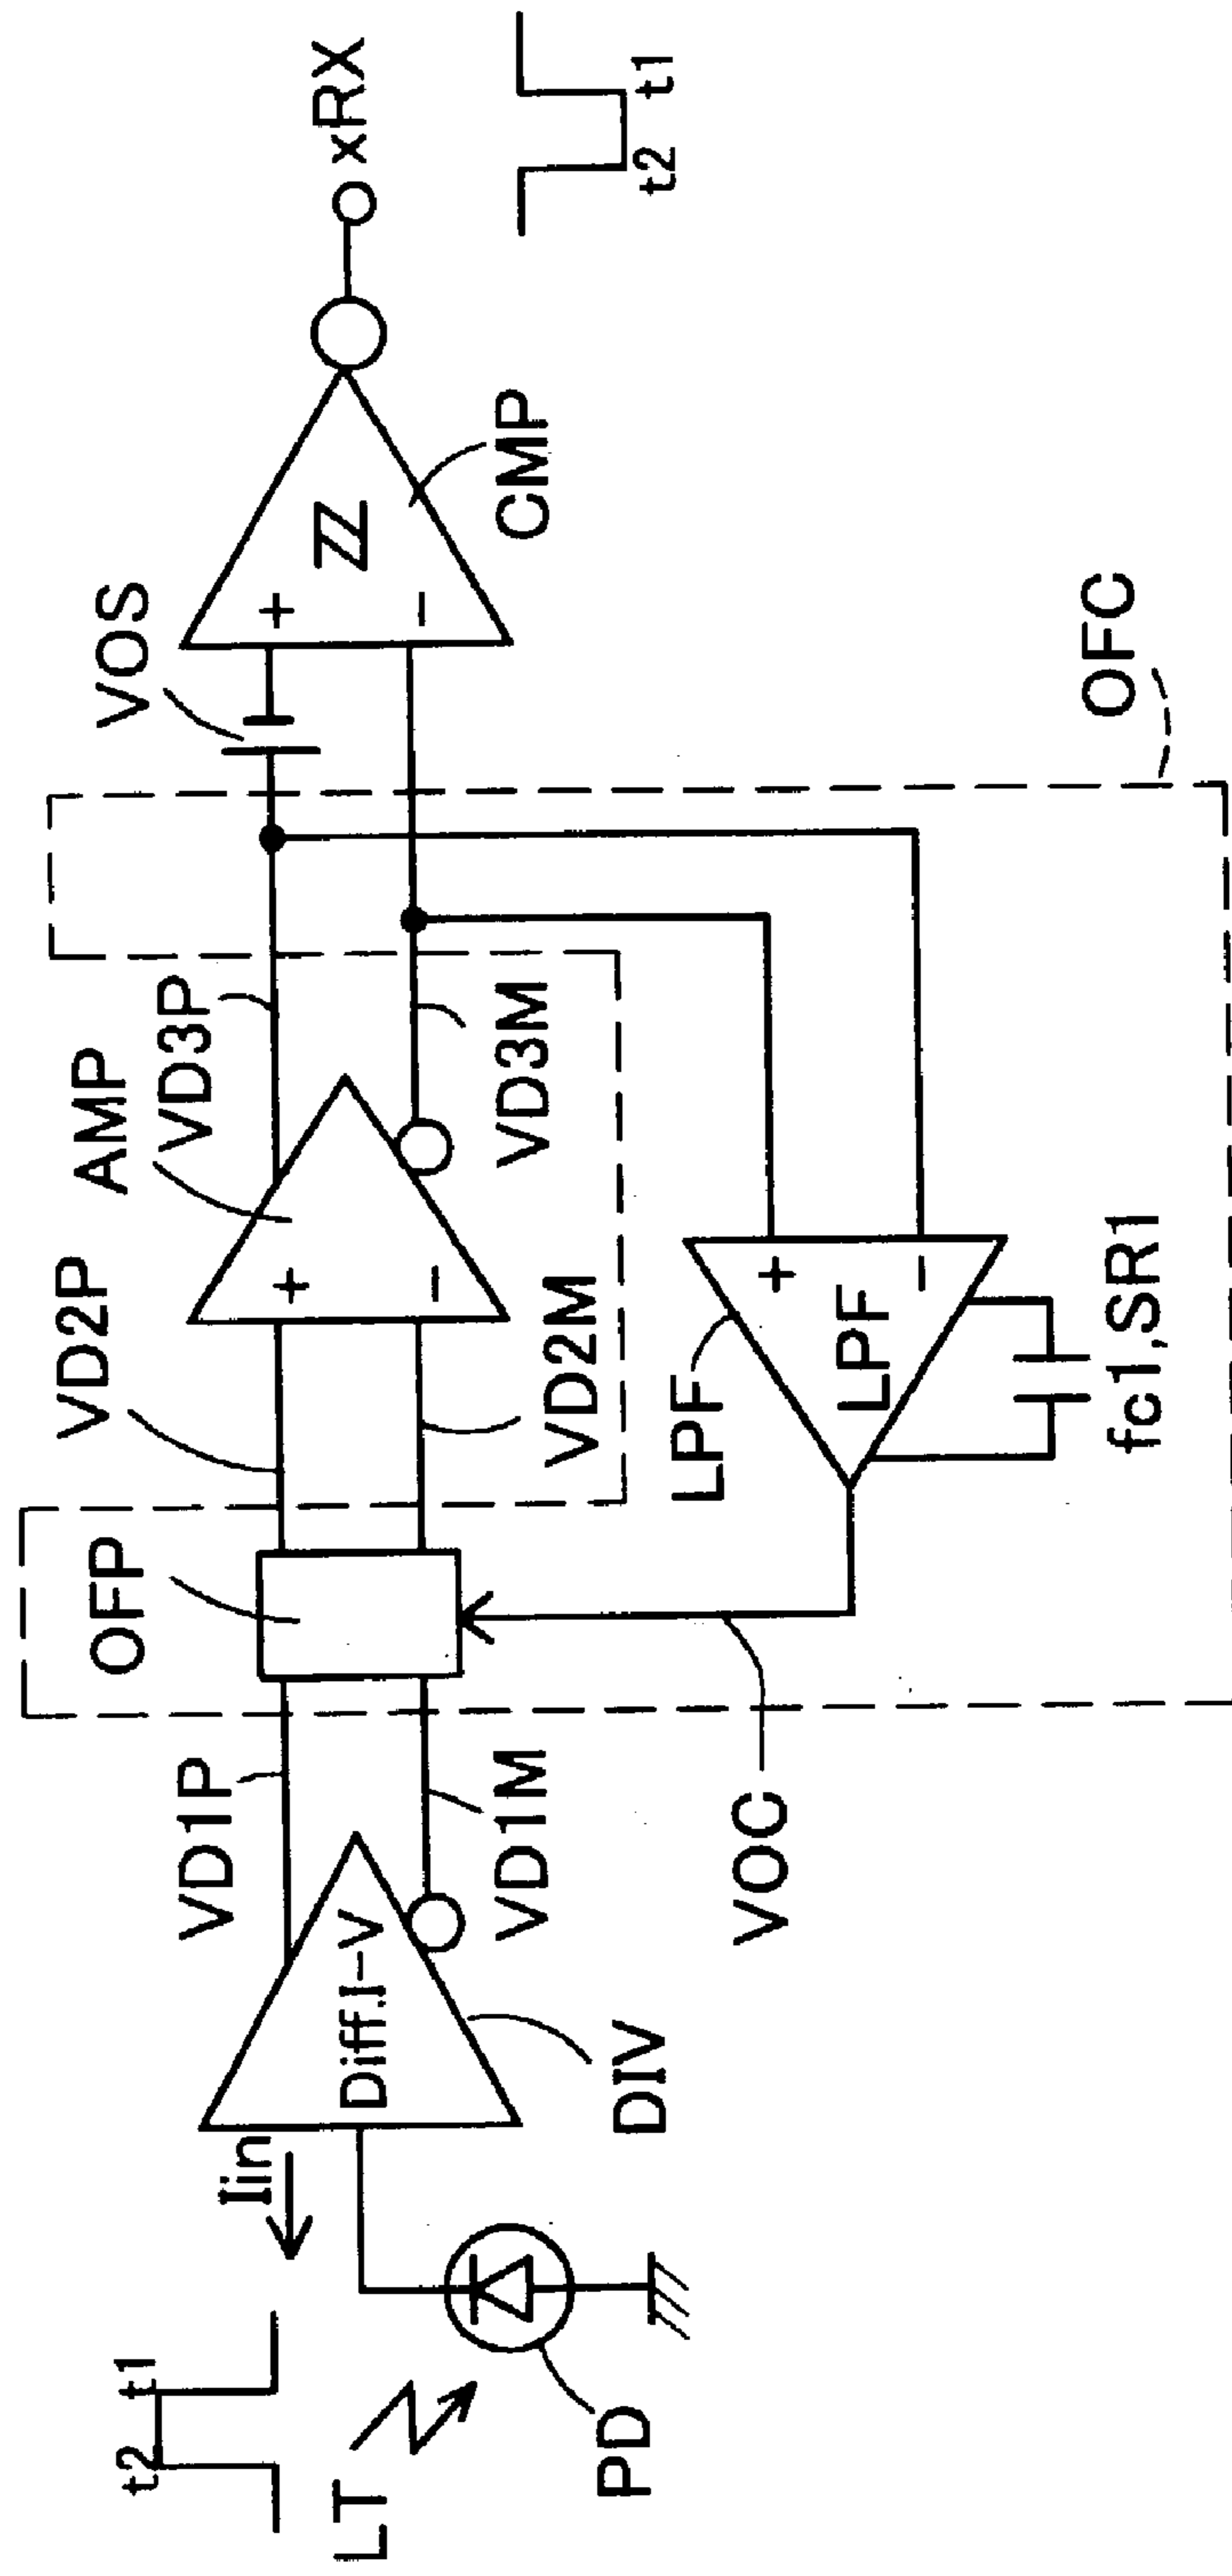 t2 t1
LT
Iin
PD
Diff.I-V
DIV
VD1P
VD1M
OFP
VOC
VD2P
VD2M
AMP
+
−
VD3P
VD3M
LPF
LPF
+
−
fc1,SR1
VOS
+
−
CMP
OFC
xRX
t2 t1